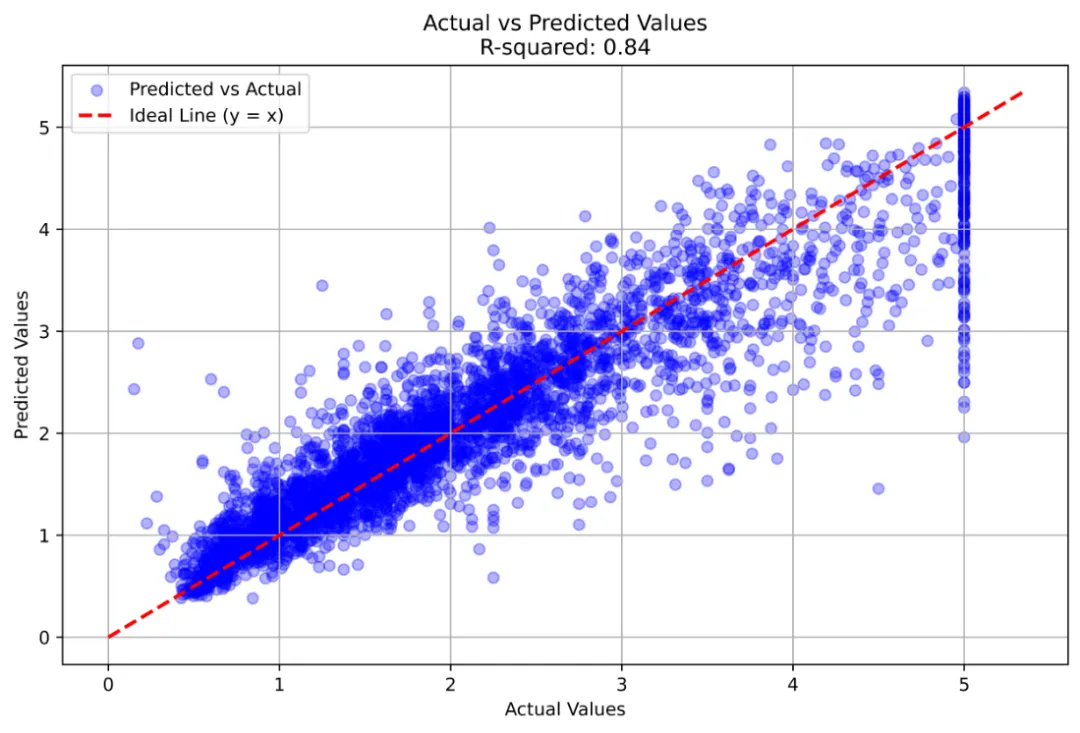 Actual vs Predicted Values
R-squared: 0.84
Predicted vs Actual
Ideal Line (y = x)
5
4
3
2
1
0
Predicted Values
0 1 2 3 4 5
Actual Values